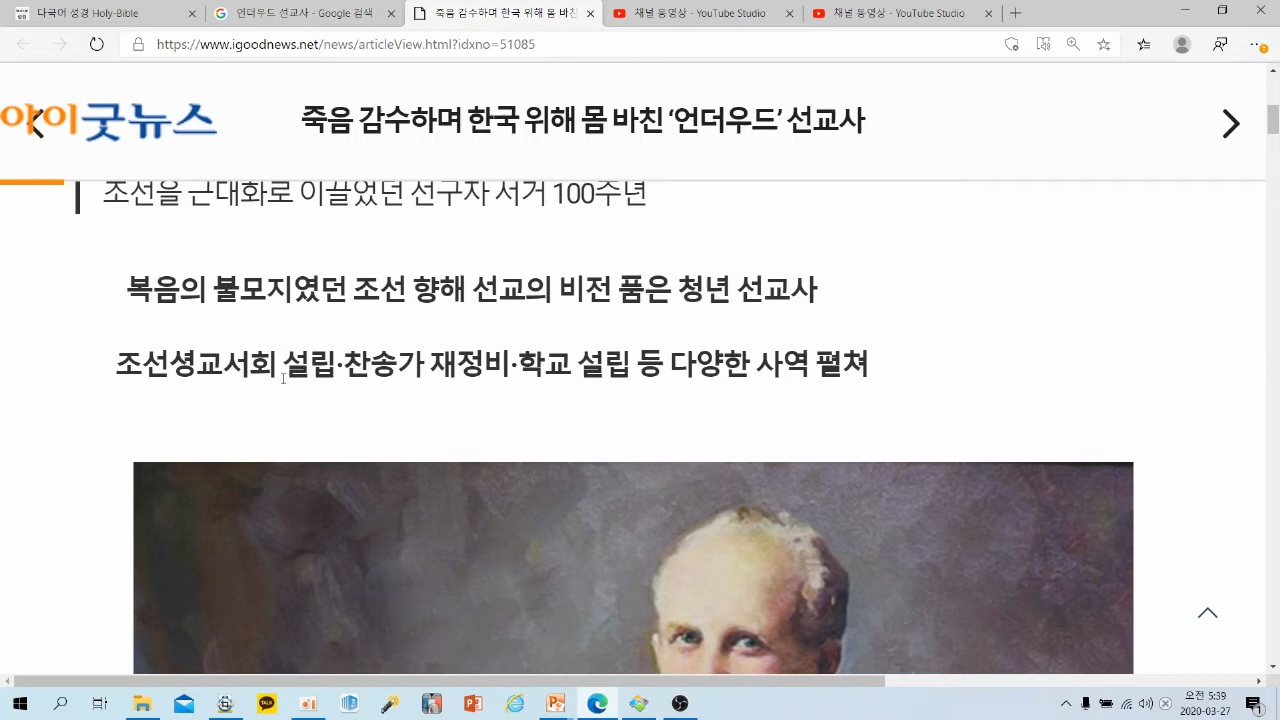 다국어 성경 Holy
언더우드 선교사 - Google 검색
죽음 감수하며 한국 위해 몸 바친
채널 동영상 - YouTube Studio
채널 동영상 - YouTube Studio
https://www.igoodnews.net/news/articleView.html?idxno=51085
아이굿뉴스
죽음 감수하며 한국 위해 몸 바친 ‘언더우드’ 선교사
조선을 근대화로 이끌었던 선구자 서거 100주년
복음의 불모지였던 조선 향해 선교의 비전 품은 청년 선교사
조선셩교서회 설립·찬송가 재정비·학교 설립 등 다양한 사역 펼쳐
TALK
오전 5:39
2020-03-27